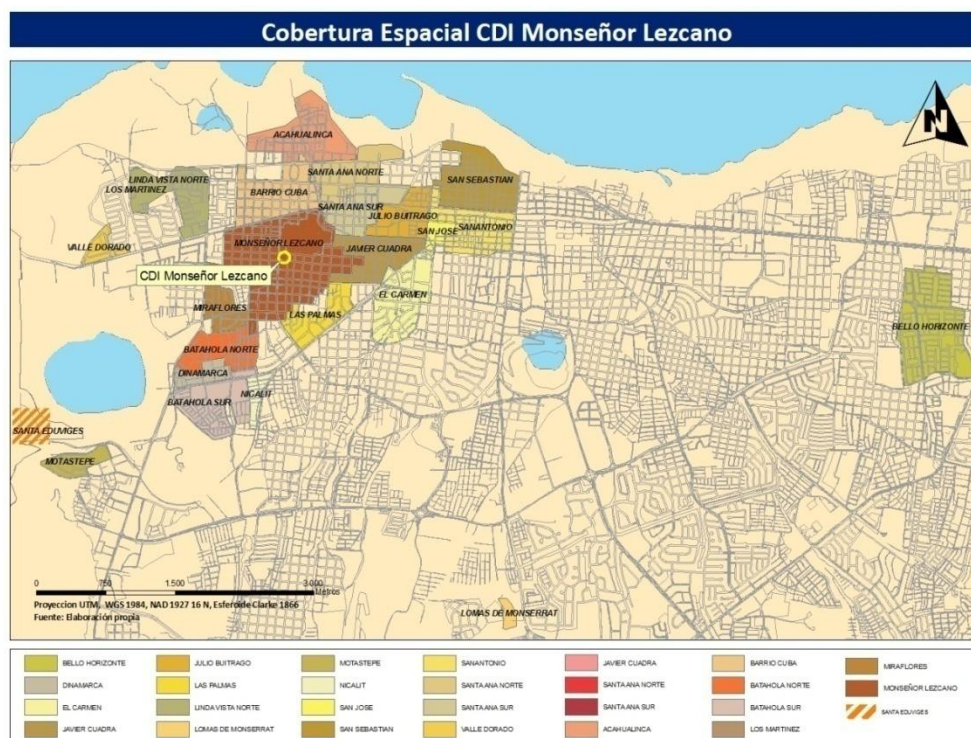 Cobertura Espacial CDI Monseñor Lezcano
N
ACAHUALINCA
SANTA ANA NORTE
SAN SEBASTIAN
LINDA VISTA NORTE
LOS MARTINEZ
BARRIO CUBA
SANTA ANA SUR
JULIO BUITRAGO
SAN JOSE
SANANTONIO
VALLE DORADO
MONSEÑOR LEZCANO
JAVIER CUADRA
CDI Monseñor Lezcano
EL CARMEN
MIRAFLORES
LAS PALMAS
BELLO HORIZONTE
BATAHOLA NORTE
DINAMARCA
NICALIT
BATAHOLA SUR
SANTA EDUVIGES
MOTASTEPE
0 750 1.500 3.000
Metros
Proyeccion UTM, WGS 1984, NAD 1927 16 N, Esferoide Clarke 1866
Fuente: Elaboración propia
LOMAS DE MONSERRAT
BELLO HORIZONTE JULIO BUITRAGO MOTASTEPE SANANTONIO JAVIER CUADRA BARRIO CUBA MIRAFLORES
DINAMARCA LAS PALMAS NICALIT SANTA ANA NORTE SANTA ANA NORTE BATAHOLA NORTE MONSEÑOR LEZCANO
EL CARMEN LINDA VISTA NORTE SAN JOSE SANTA ANA SUR SANTA ANA SUR BATAHOLA SUR SANTA EDUVIGES
JAVIER CUADRA LOMAS DE MONSERRAT SAN SEBASTIAN VALLE DORADO ACAHUALINCA LOS MARTINEZ